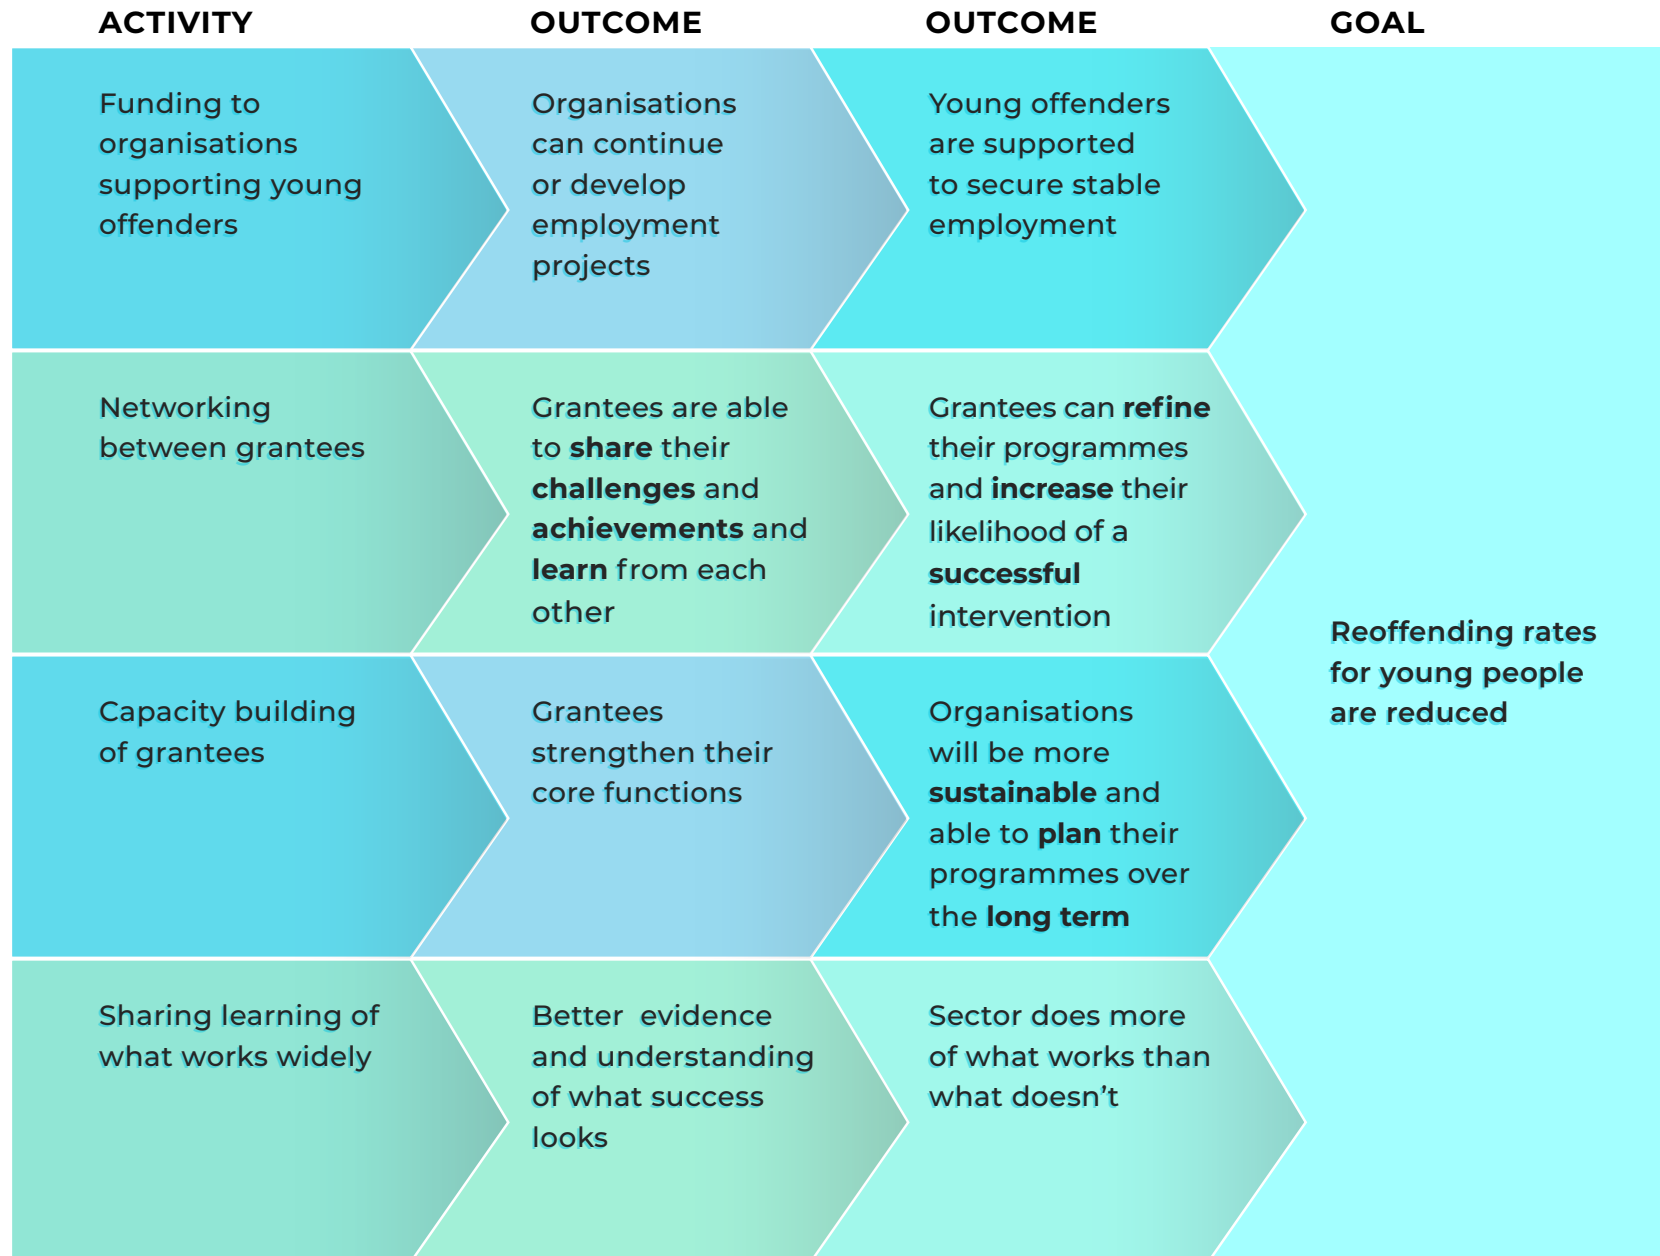 ACTIVITY
OUTCOME
OUTCOME
GOAL
Funding to
organisations
supporting young
offenders
Organisations
can continue
or develop
employment
projects
Young offenders
are supported
to secure stable
employment
Networking
between grantees
Grantees are able
to share their
challenges and
achievements and
learn from each
other
Grantees can refine
their programmes
and increase their
likelihood of a
successful
intervention
Capacity building
of grantees
Grantees
strengthen their
core functions
Organisations
will be more
sustainable and
able to plan their
programmes over
the long term
Sharing learning of
what works widely
Better  evidence
and understanding
of what success
looks
Sector does more
of what works than
what doesn’t
Reoffending rates
for young people
are reduced